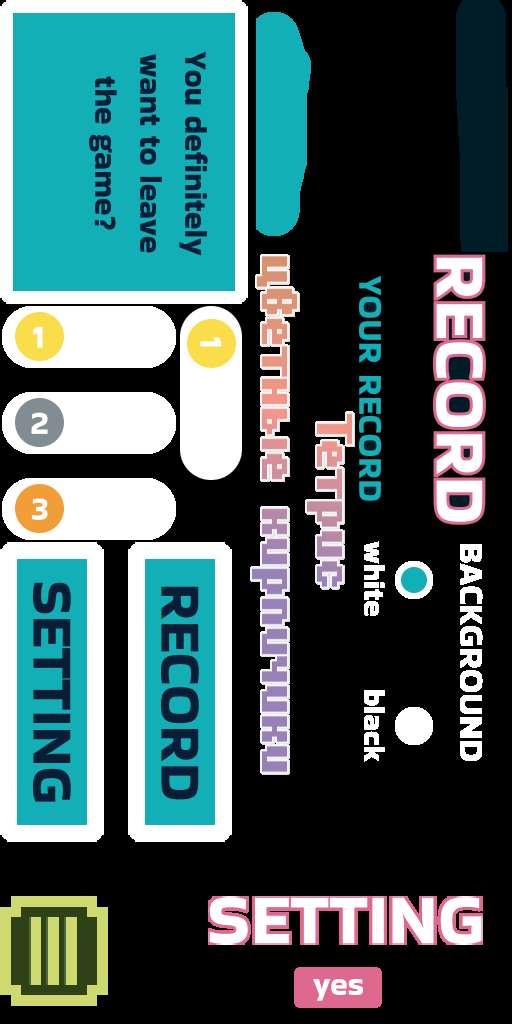 You definitely
want to leave
the game?
RECORD
YOUR RECORD
Цветные кирпичики
Тетрис
1
1
2
3
BACKGROUND
white
black
RECORD
SETTING
SETTING
yes